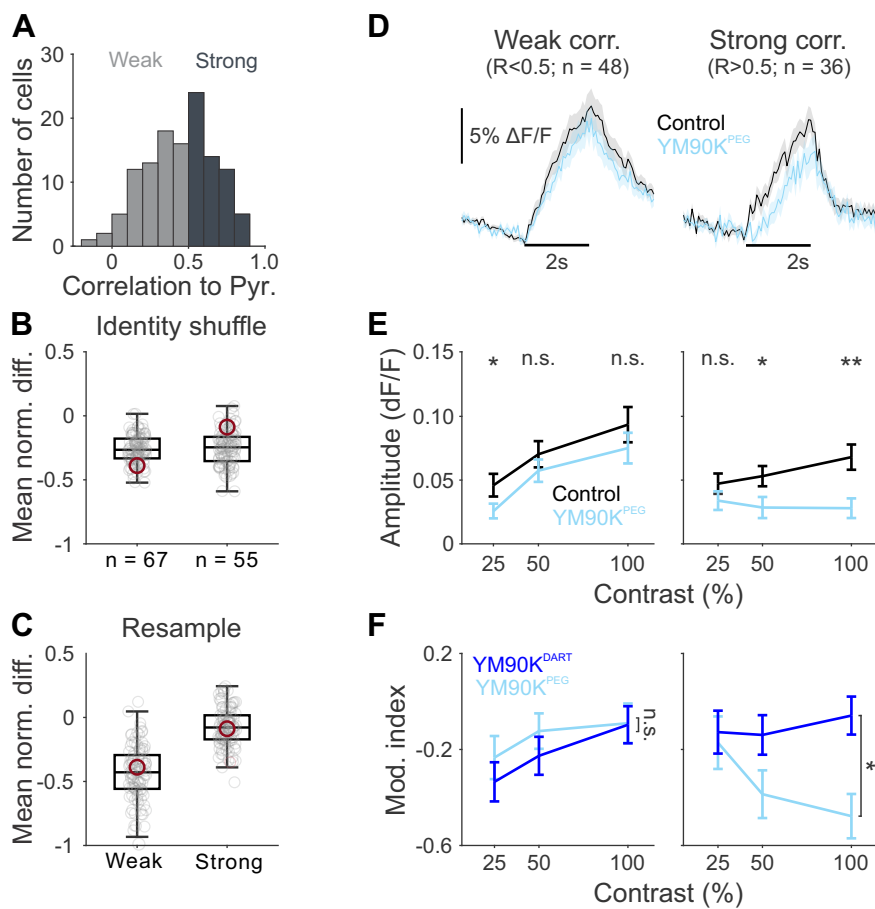 A
30
20
10
0
Number of cells
Weak
Strong
0
0.5
1.0
Correlation to Pyr.
B
Identity shuffle
0.5
0
-0.5
-1
Mean norm. diff.
n = 67
n = 55
C
Resample
0.5
0
-0.5
-1
Mean norm. diff.
Weak
Strong
D
Weak corr.
(R<0.5; n = 48)
Strong corr.
(R>0.5; n = 36)
5% ΔF/F
Control
YM90K^PEG
2s
2s
E
0.15
0.10
0.05
0
Amplitude (dF/F)
*
n.s.
n.s.
n.s.
*
**
Control
YM90K^PEG
25
50
100
25
50
100
Contrast (%)
F
0.2
-0.2
-0.6
Mod. index
YM90K^DART
YM90K^PEG
n.s.
*
25
50
100
25
50
100
Contrast (%)